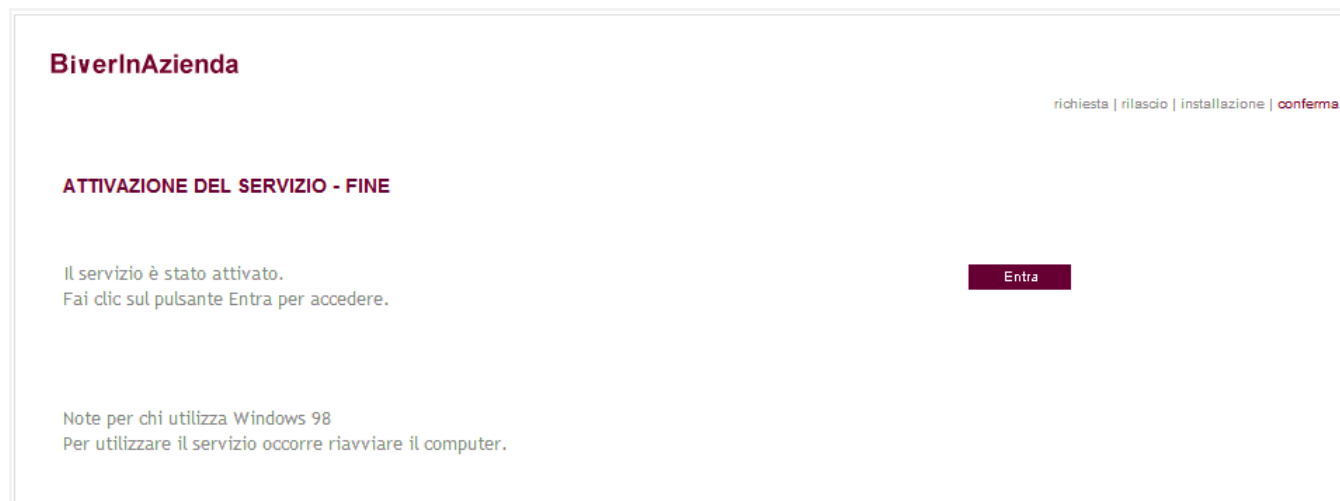 BiverInAzienda
richiesta | rilascio | installazione | conferma
ATTIVAZIONE DEL SERVIZIO - FINE
Il servizio è stato attivato.
Fai clic sul pulsante Entra per accedere.
Entra
Note per chi utilizza Windows 98
Per utilizzare il servizio occorre riavviare il computer.